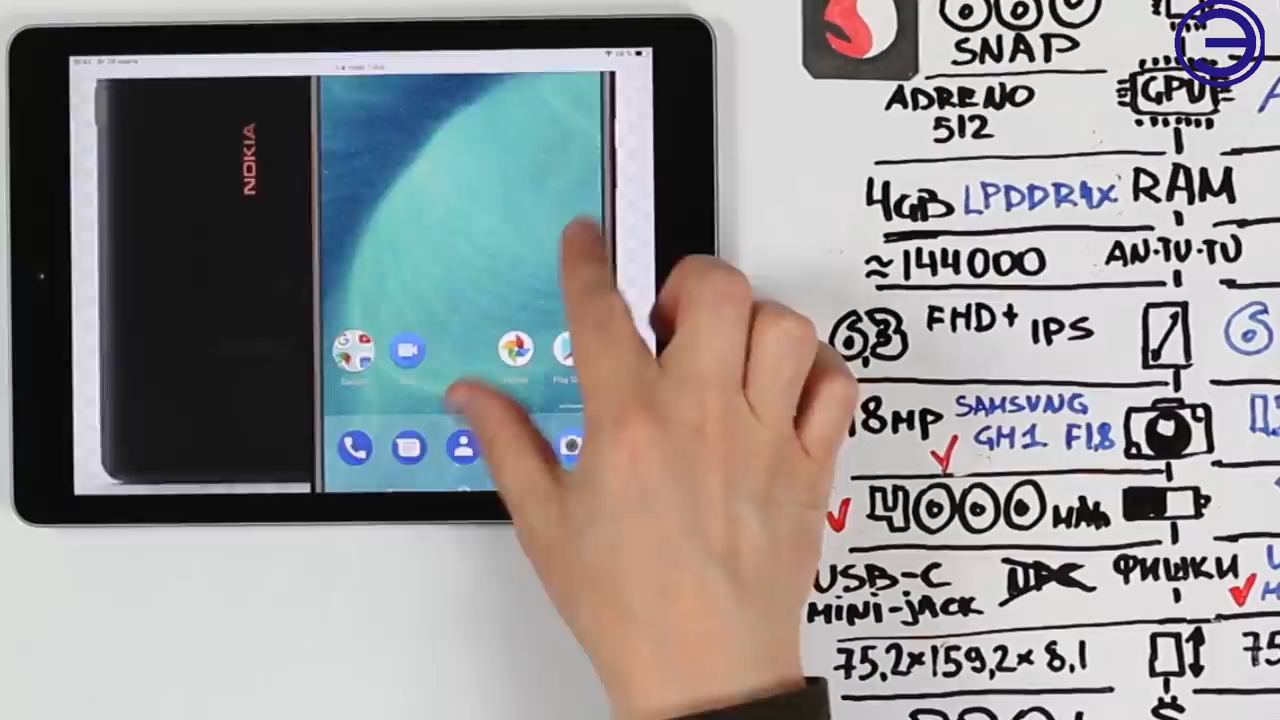 NOKIA
SNAP
ADRENO
512
GPU
4GB LPDDR4X RAM
≈144000 AN·TU·TU
6,3 FHD+ IPS
8MP SAMSUNG
GM1 F1,8
4000 MAh
USB-C ФИШКИ
MINI-JACK
75,2×159,2×8,1
75